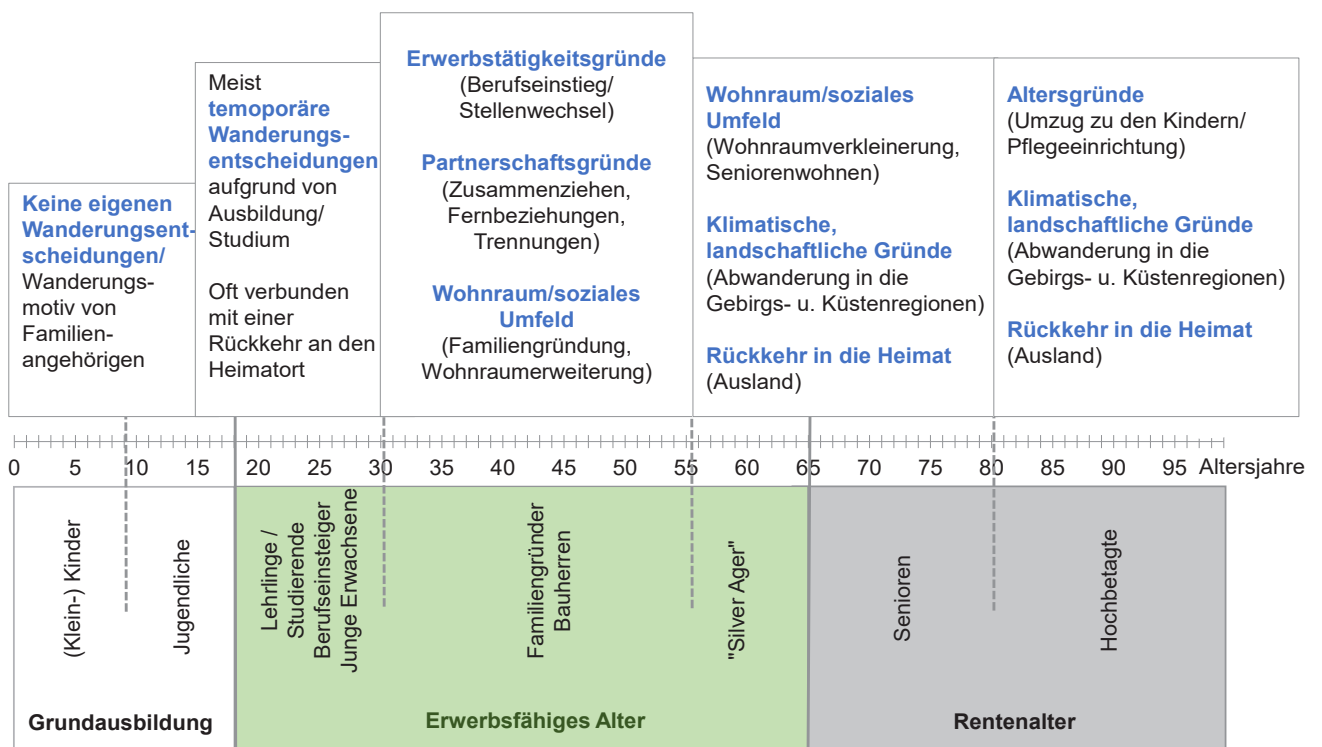 Keine eigenen
Wanderungsent-
scheidungen/
Wanderungs-
motiv von
Familien-
angehörigen
Meist
temoporäre
Wanderungs-
entscheidungen
aufgrund von
Ausbildung/
Studium
Oft verbunden
mit einer
Rückkehr an den
Heimatort
Erwerbstätigkeitsgründe
(Berufseinstieg/
Stellenwechsel)
Partnerschaftsgründe
(Zusammenziehen,
Fernbeziehungen,
Trennungen)
Wohnraum/soziales
Umfeld
(Familiengründung,
Wohnraumerweiterung)
Wohnraum/soziales
Umfeld
(Wohnraumverkleinerung,
Seniorenwohnen)
Klimatische,
landschaftliche Gründe
(Abwanderung in die
Gebirgs- u. Küstenregionen)
Rückkehr in die Heimat
(Ausland)
Altersgründe
(Umzug zu den Kindern/
Pflegeeinrichtung)
Klimatische,
landschaftliche Gründe
(Abwanderung in die
Gebirgs- u. Küstenregionen)
Rückkehr in die Heimat
(Ausland)
0 5 10 15 20 25 30 35 40 45 50 55 60 65 70 75 80 85 90 95 Altersjahre
(Klein-) Kinder
Jugendliche
Lehrlinge /
Studierende
Berufseinsteiger
Junge Erwachsene
Familiengründer
Bauherren
"Silver Ager"
Senioren
Hochbetagte
Grundausbildung
Erwerbsfähiges Alter
Rentenalter